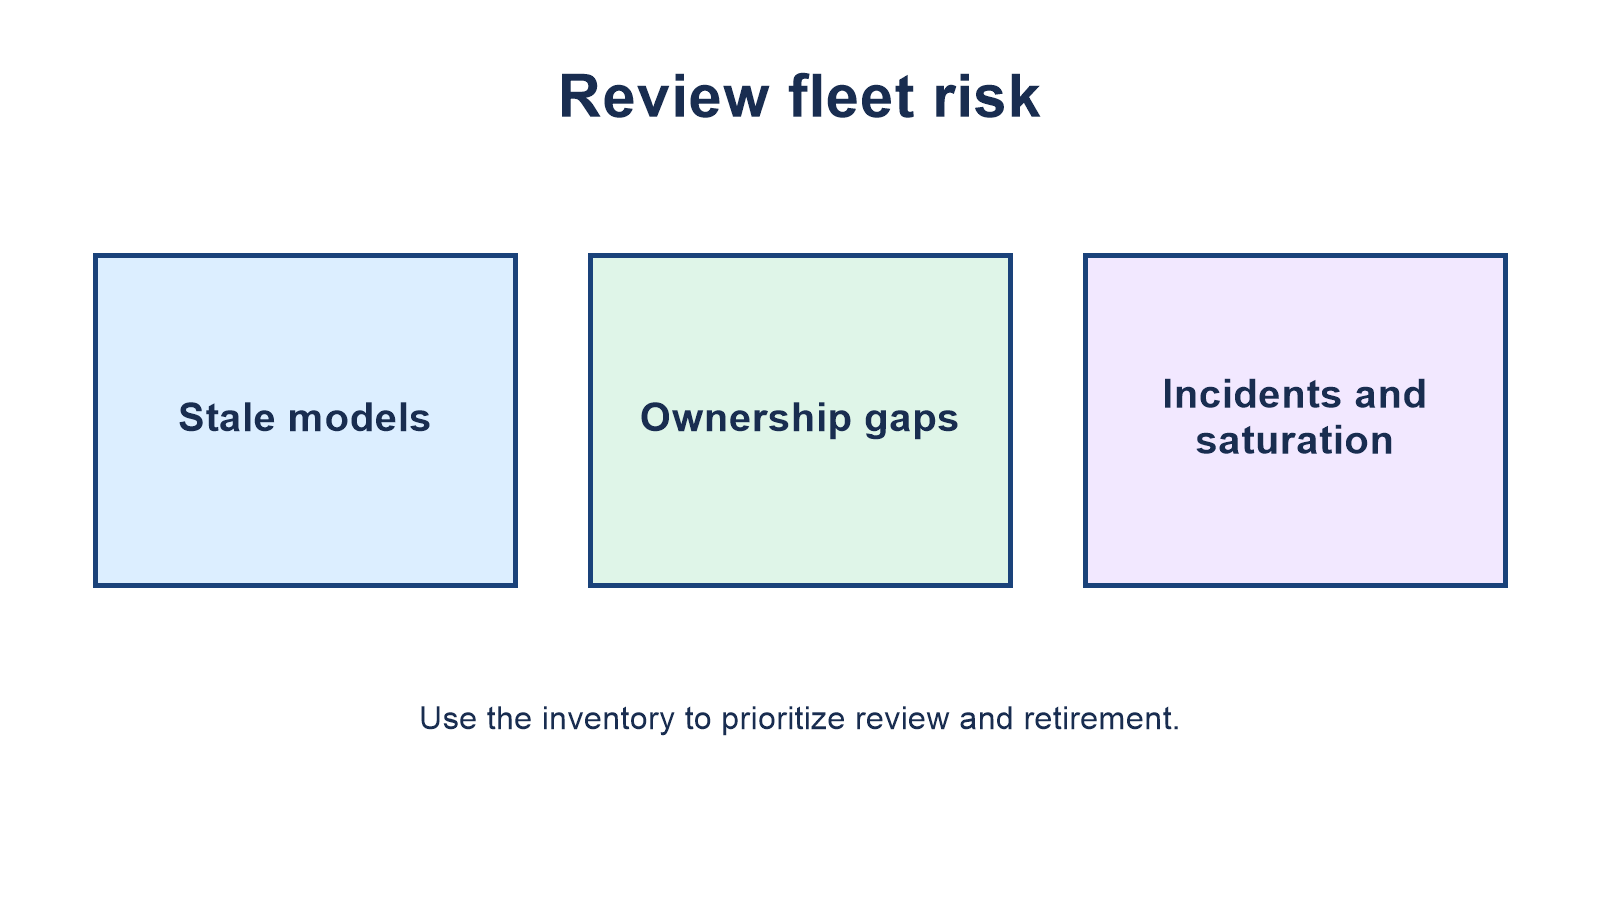 Review fleet risk
Stale models
Ownership gaps
Incidents and
saturation
Use the inventory to prioritize review and retirement.